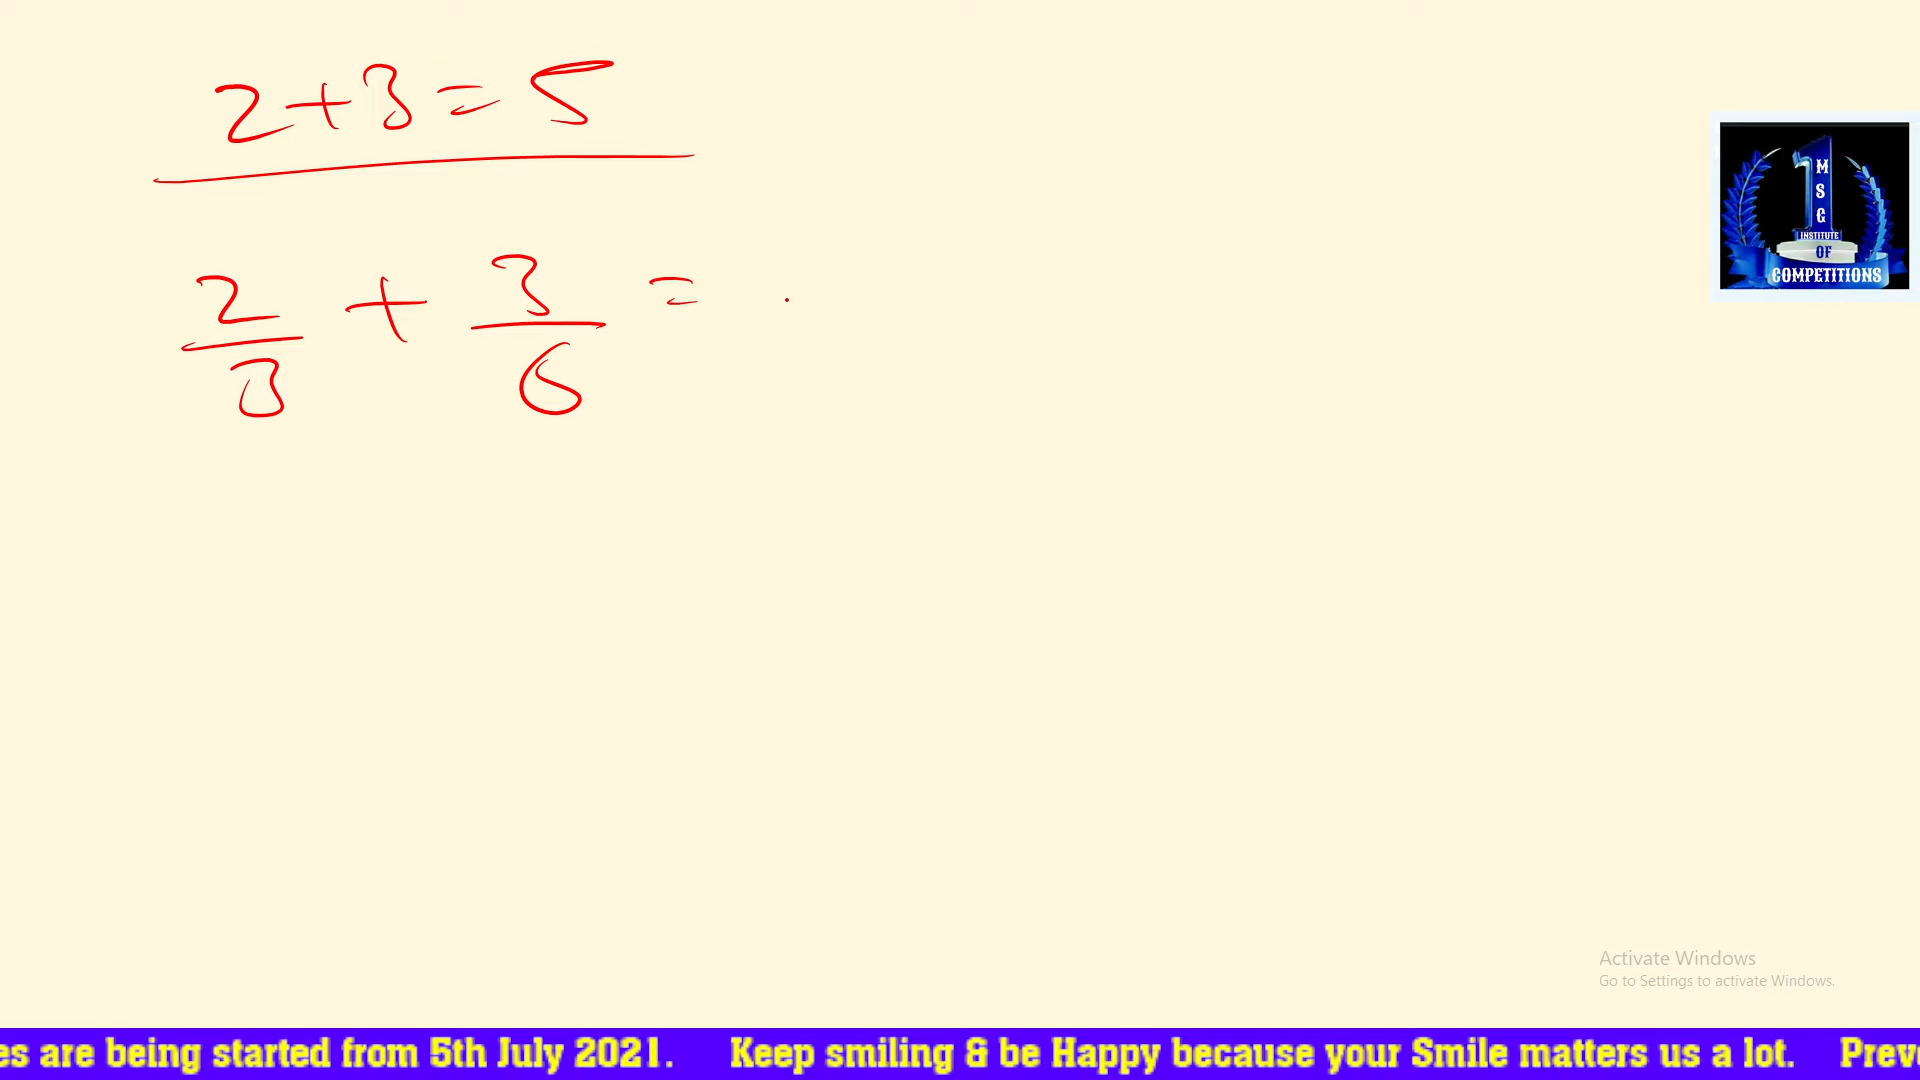 2+3=5
2/3 + 3/6 =
M
S
G
INSTITUTE
OF
COMPETITIONS
Activate Windows
Go to Settings to activate Windows.
es are being started from 5th July 2021. Keep smiling & be Happy because your Smile matters us a lot. Prev